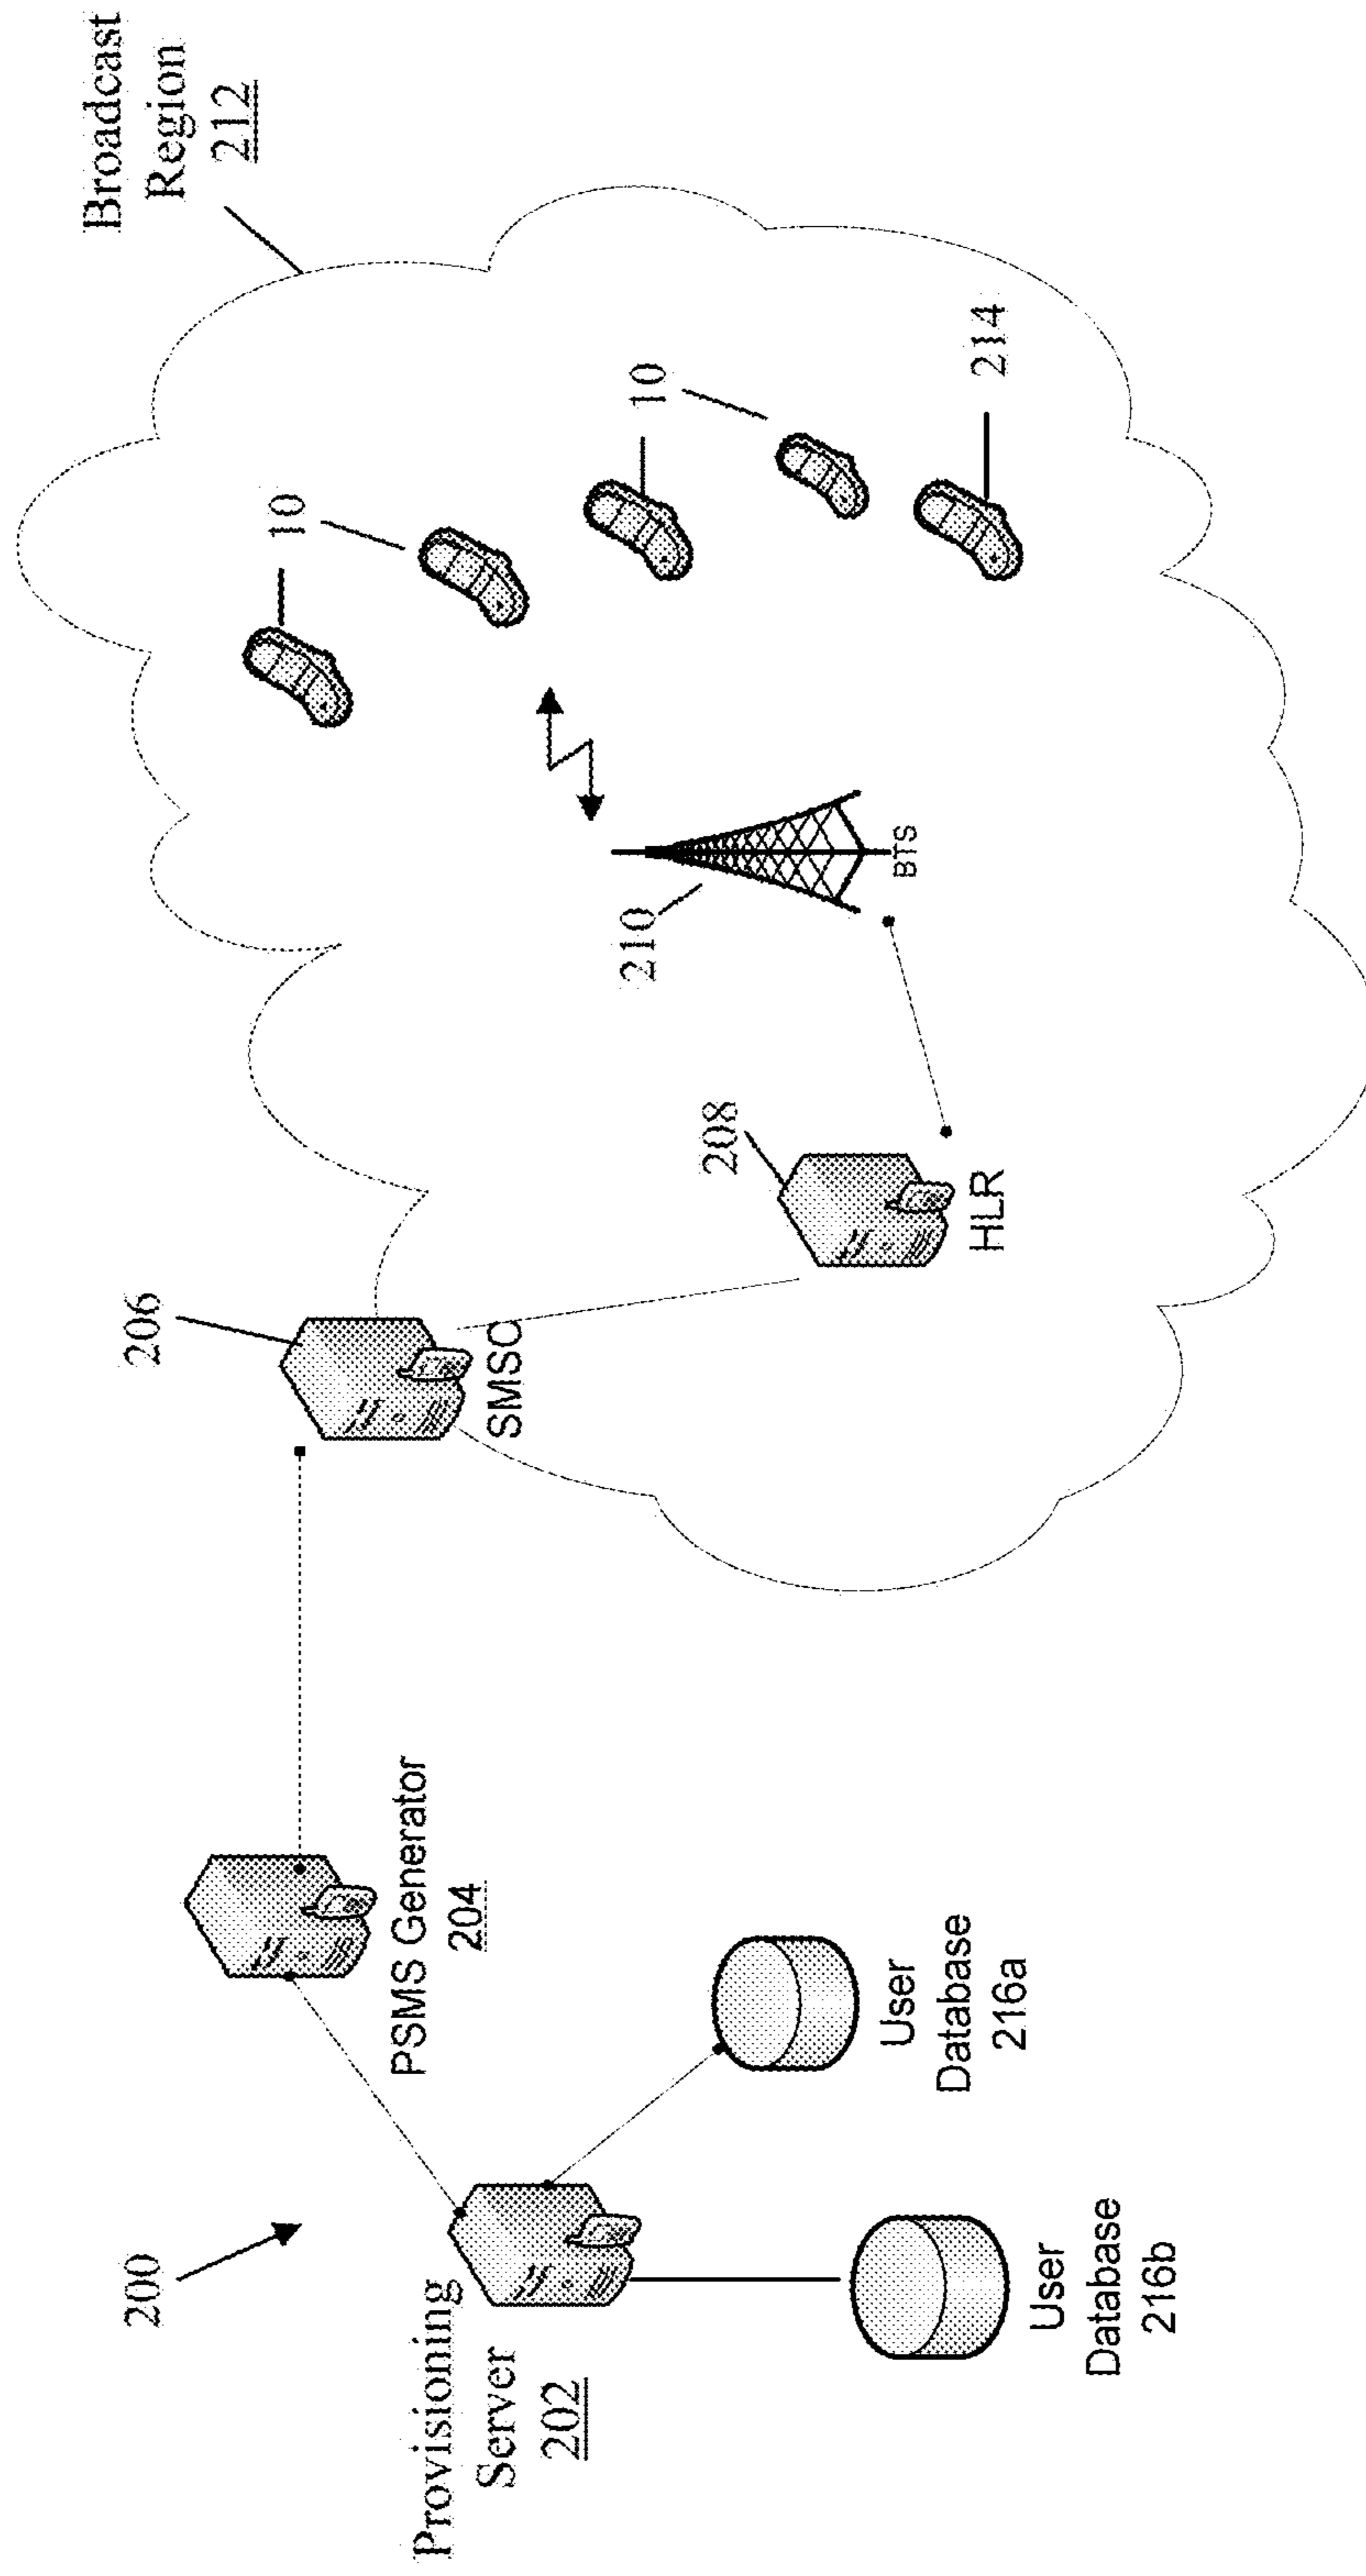 200
Provisioning
Server
202
User
Database
216b
User
Database
216a
PSMS Generator
204
206
SMSC
208
HLR
210
BTS
10
10
10
214
Broadcast
Region
212